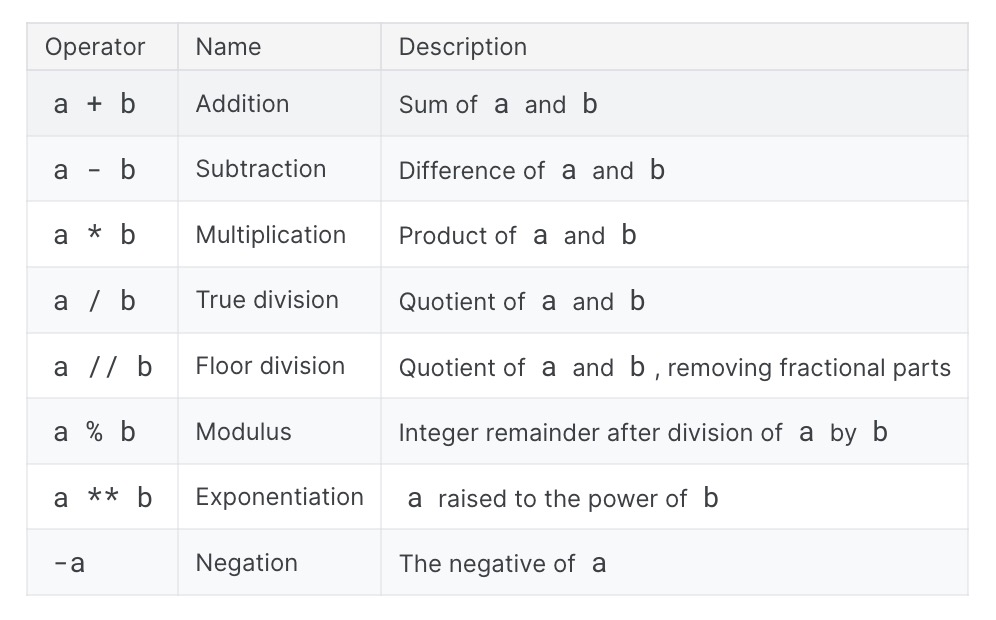 Operator Name Description
a + b Addition Sum of a and b
a - b Subtraction Difference of a and b
a * b Multiplication Product of a and b
a / b True division Quotient of a and b
a // b Floor division Quotient of a and b , removing fractional parts
a % b Modulus Integer remainder after division of a by b
a ** b Exponentiation a raised to the power of b
-a Negation The negative of a